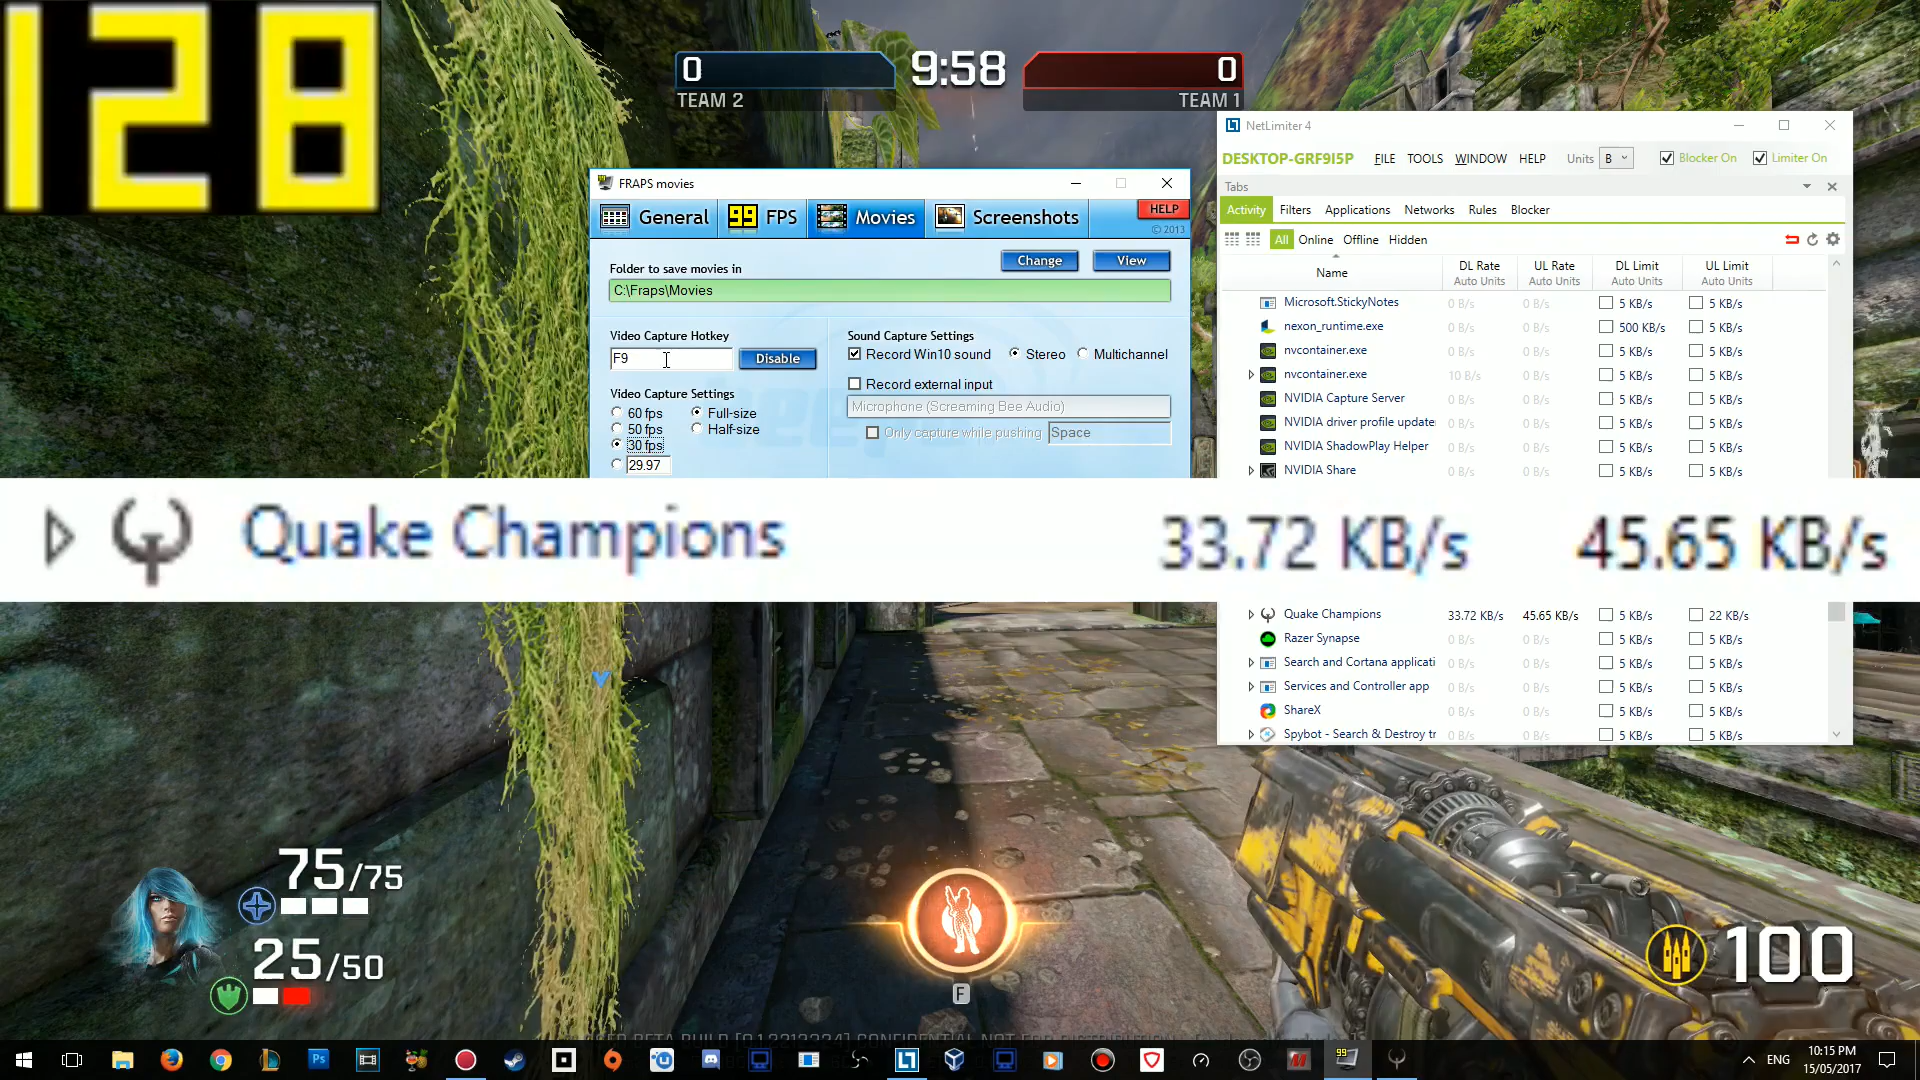 128
0
9:58
0
TEAM 2
TEAM 1
FRAPS movies
General
99 FPS
Movies
Screenshots
HELP
© 2013
Folder to save movies in
Change
View
C:\Fraps\Movies
Video Capture Hotkey
F9
Disable
Video Capture Settings
60 fps
50 fps
30 fps
29.97
Full-size
Half-size
Sound Capture Settings
Record Win10 sound
Stereo
Multichannel
Record external input
Microphone (Screaming Bee Audio)
Only capture while pushing
Space
NetLimiter 4
DESKTOP-GRF9I5P
FILE TOOLS WINDOW HELP
Units B
Blocker On
Limiter On
Tabs
Activity Filters Applications Networks Rules Blocker
All Online Offline Hidden
Name DL Rate UL Rate DL Limit UL Limit
Auto Units Auto Units Auto Units Auto Units
Microsoft.StickyNotes 0 B/s 0 B/s 5 KB/s 5 KB/s
nexon_runtime.exe 0 B/s 0 B/s 500 KB/s 5 KB/s
nvcontainer.exe 0 B/s 0 B/s 5 KB/s 5 KB/s
nvcontainer.exe 10 B/s 0 B/s 5 KB/s 5 KB/s
NVIDIA Capture Server 0 B/s 0 B/s 5 KB/s 5 KB/s
NVIDIA driver profile update 0 B/s 0 B/s 5 KB/s 5 KB/s
NVIDIA ShadowPlay Helper 0 B/s 0 B/s 5 KB/s 5 KB/s
NVIDIA Share 0 B/s 0 B/s 5 KB/s 5 KB/s
Quake Champions 33.72 KB/s 45.65 KB/s
Quake Champions 33.72 KB/s 45.65 KB/s 5 KB/s 22 KB/s
Razer Synapse 0 B/s 0 B/s 5 KB/s 5 KB/s
Search and Cortana applicati 0 B/s 0 B/s 5 KB/s 5 KB/s
Services and Controller app 0 B/s 0 B/s 5 KB/s 5 KB/s
ShareX 0 B/s 0 B/s 5 KB/s 5 KB/s
Spybot - Search & Destroy tr 0 B/s 0 B/s 5 KB/s 5 KB/s
75/75
25/50
F
100
ENG
10:15 PM
15/05/2017